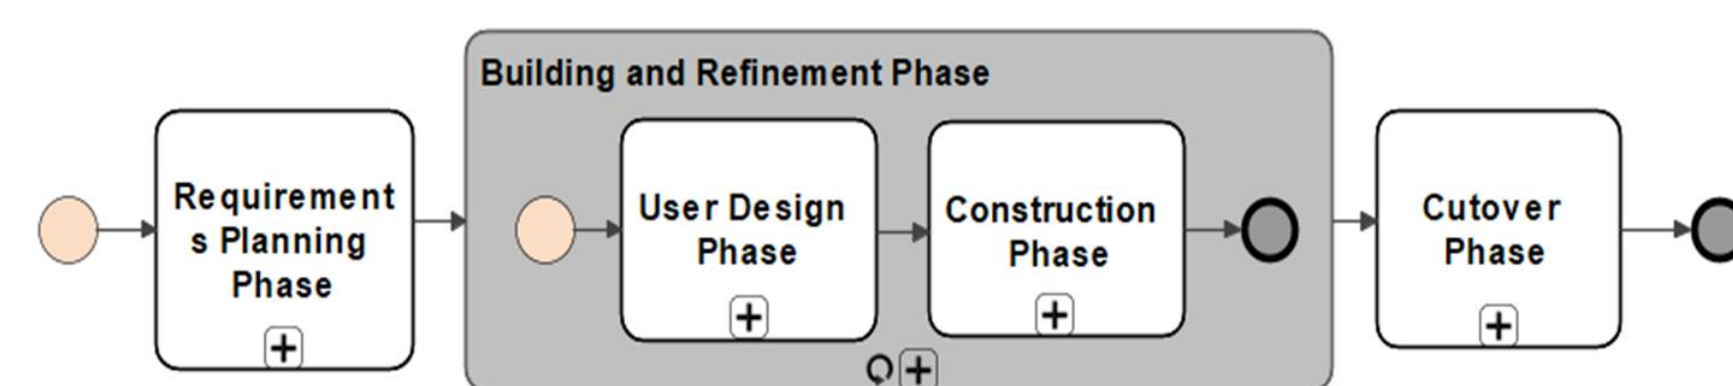 Building and Refinement Phase
Requirement
s Planning
Phase
User Design
Phase
Construction
Phase
Cutover
Phase